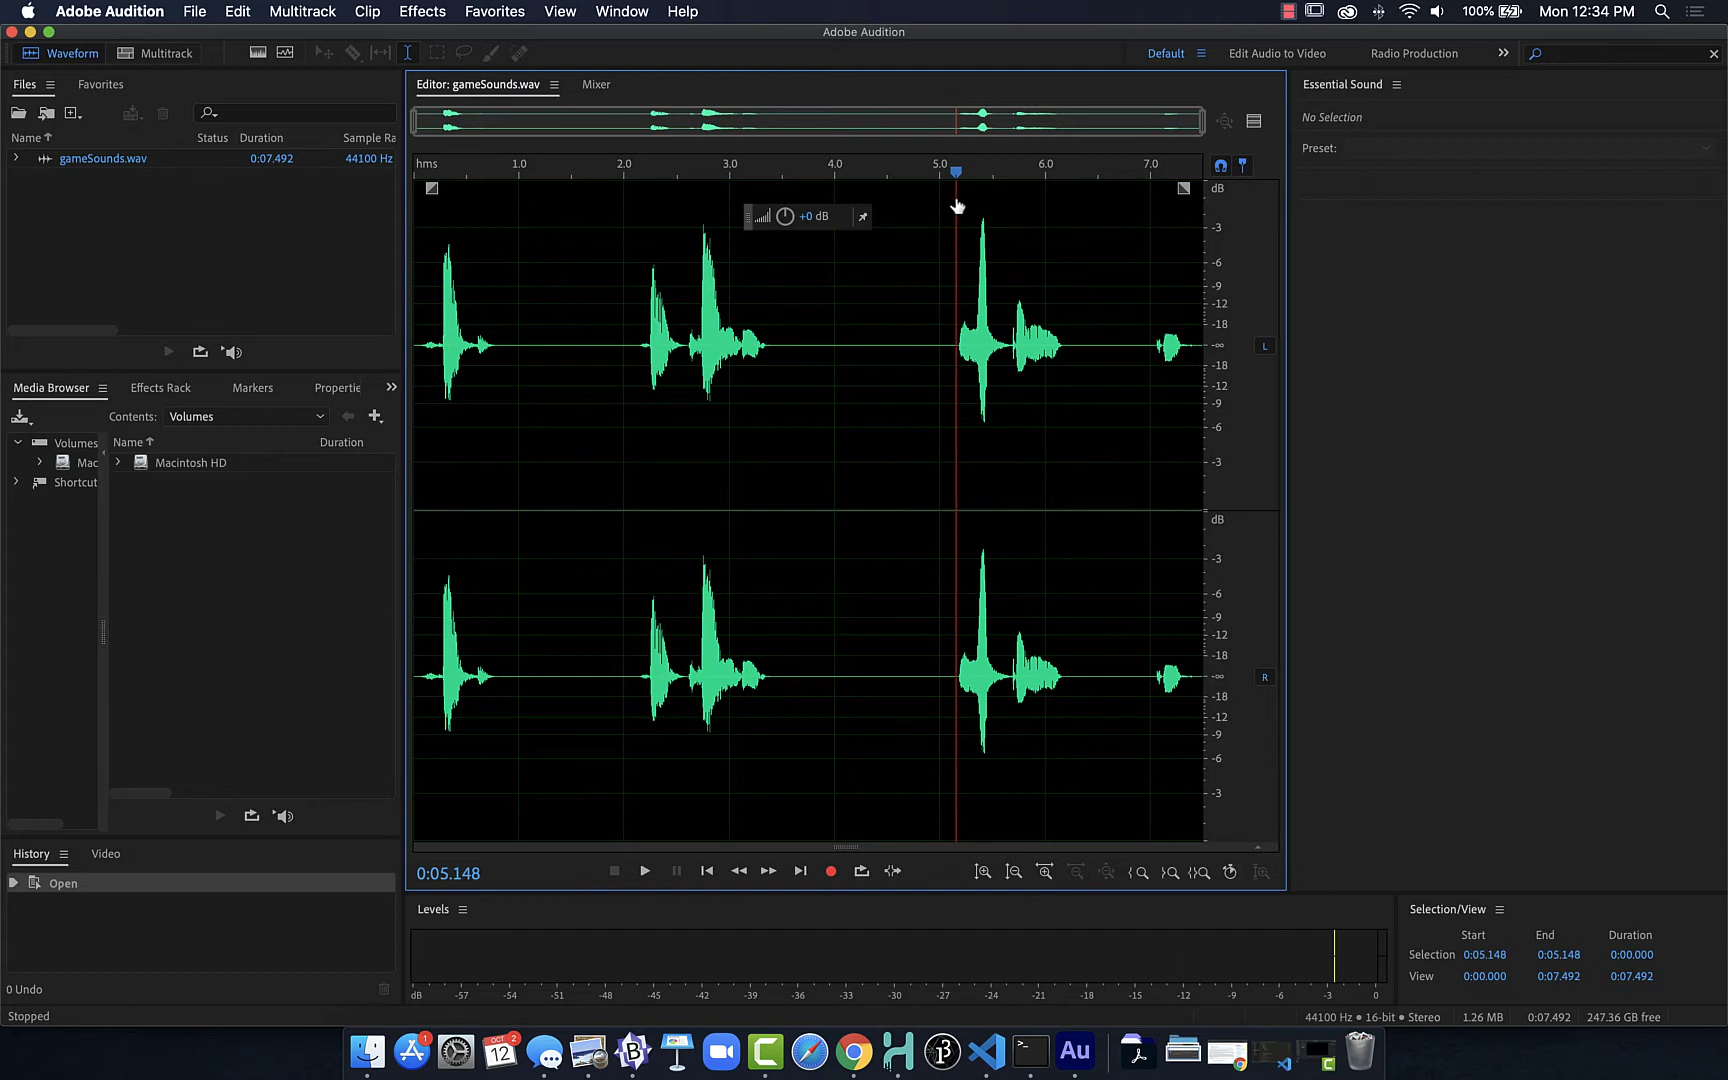 Adobe Audition File Edit Multitrack Clip Effects Favorites View Window Help 100% Mon 12:34 PM
Adobe Audition
Waveform Multitrack Default Edit Audio to Video Radio Production
Files Favorites Editor: gameSounds.wav Mixer Essential Sound
No Selection
Name Status Duration Sample Ra
Preset:
gameSounds.wav 0:07.492 44100 Hz
hms 1.0 2.0 3.0 4.0 5.0 6.0 7.0
+0 dB
dB
-3
-6
-9
-12
-18
-∞
L
-18
-12
-9
-6
-3
dB
-3
-6
-9
-12
-18
-∞
R
-18
-12
-9
-6
-3
Media Browser Effects Rack Markers Propertie
Contents: Volumes
Volumes Name Duration
Mac Macintosh HD
Shortcut
History Video
Open
0 Undo
Stopped
0:05.148
Levels
dB -57 -54 -51 -48 -45 -42 -39 -36 -33 -30 -27 -24 -21 -18 -15 -12 -9 -6 -3 0
Selection/View
Start End Duration
Selection 0:05.148 0:05.148 0:00.000
View 0:00.000 0:07.492 0:07.492
44100 Hz • 16-bit • Stereo 1.26 MB 0:07.492 247.36 GB free
1
OCT 2
12
B
C
Au
C